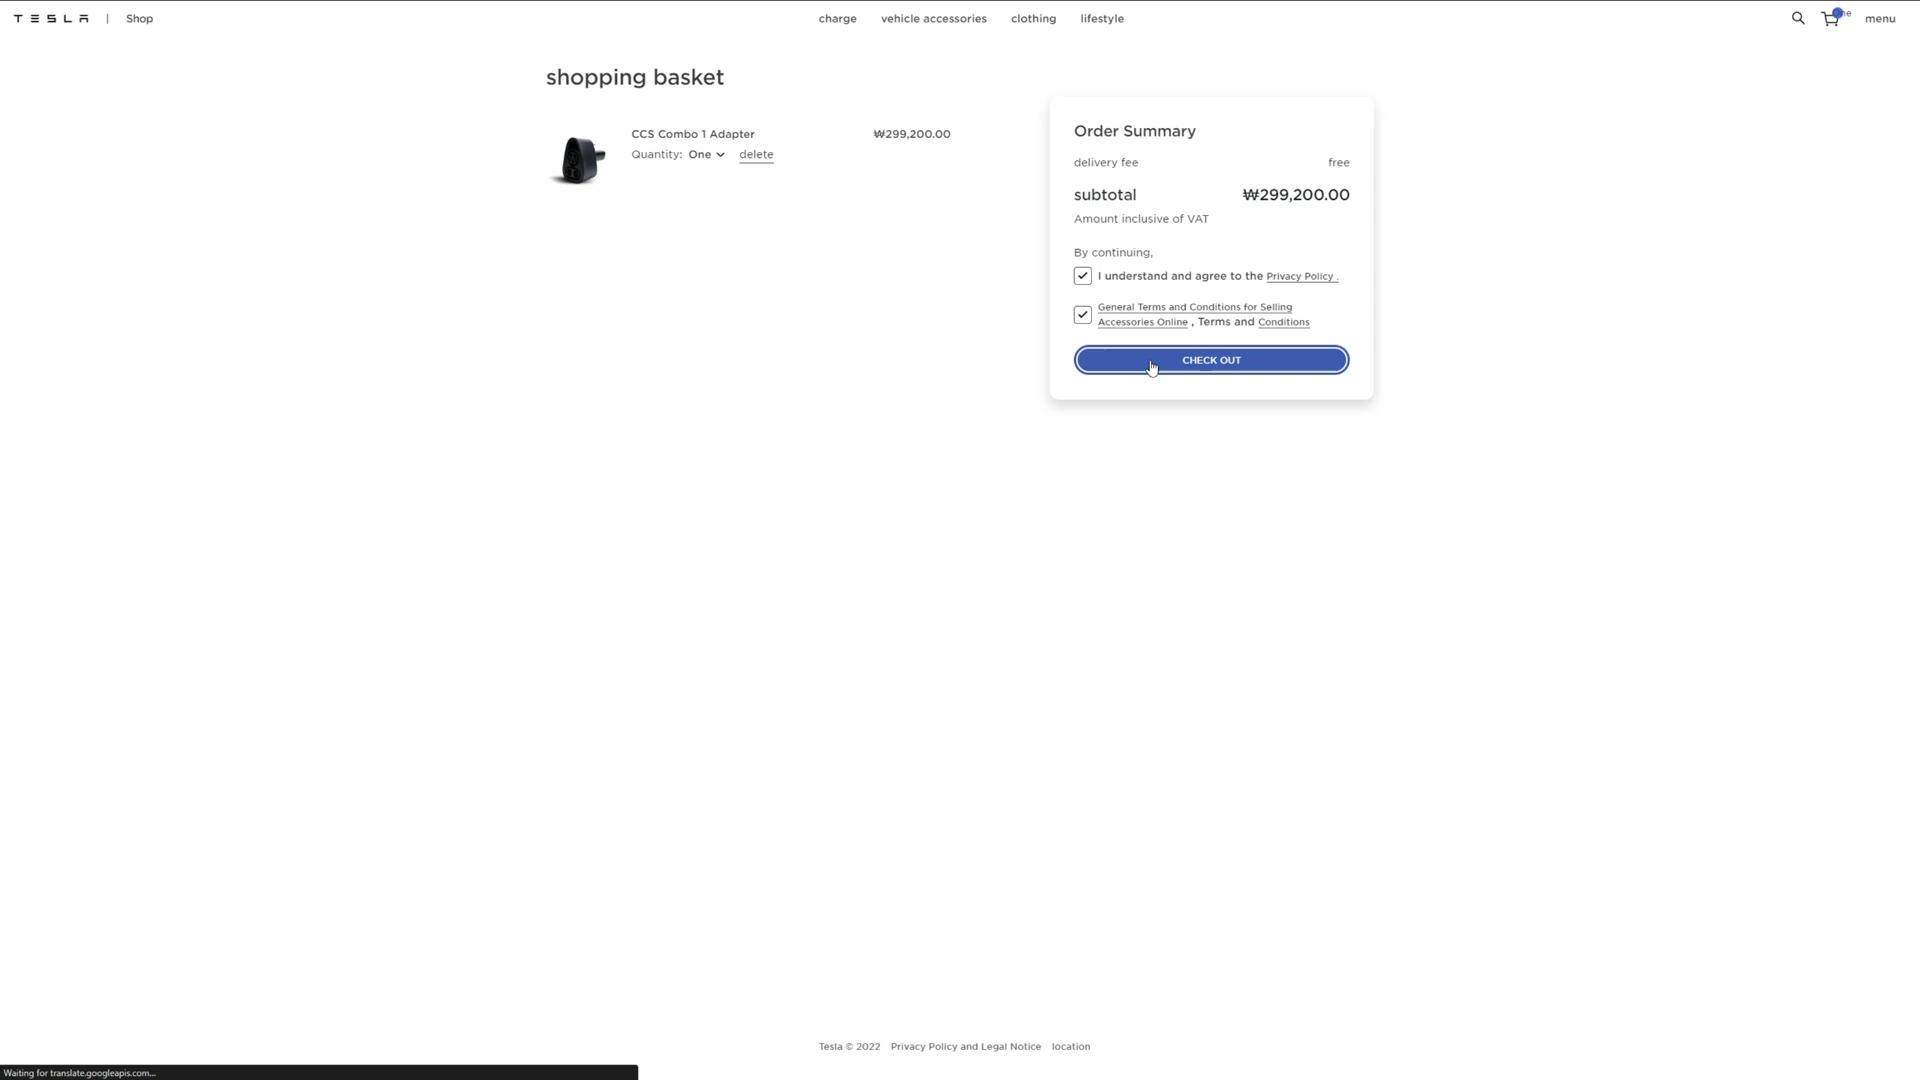 TESLA | Shop
charge vehicle accessories clothing lifestyle
menu
shopping basket
CCS Combo 1 Adapter ₩299,200.00
Quantity: One delete
Order Summary
delivery fee free
subtotal ₩299,200.00
Amount inclusive of VAT
By continuing,
I understand and agree to the Privacy Policy .
General Terms and Conditions for Selling
Accessories Online , Terms and Conditions
CHECK OUT
Tesla © 2022 Privacy Policy and Legal Notice location
Waiting for translate.googleapis.com...